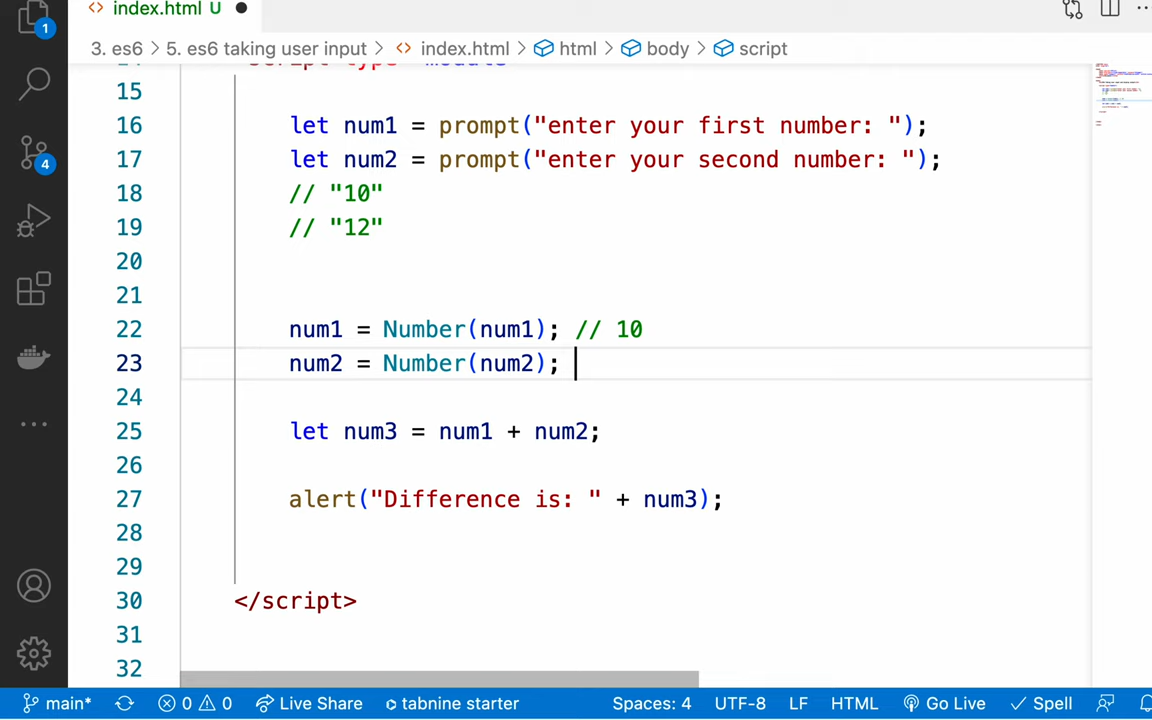 index.html U
1
3. es6 > 5. es6 taking user input > index.html > html > body > script
15
16 let num1 = prompt("enter your first number: ");
17 let num2 = prompt("enter your second number: ");
4
18 // "10"
19 // "12"
20
21
22 num1 = Number(num1); // 10
23 num2 = Number(num2);
24
25 let num3 = num1 + num2;
26
27 alert("Difference is: " + num3);
28
29
30 </script>
31
32
main* 0 0 Live Share tabnine starter Spaces: 4 UTF-8 LF HTML Go Live Spell